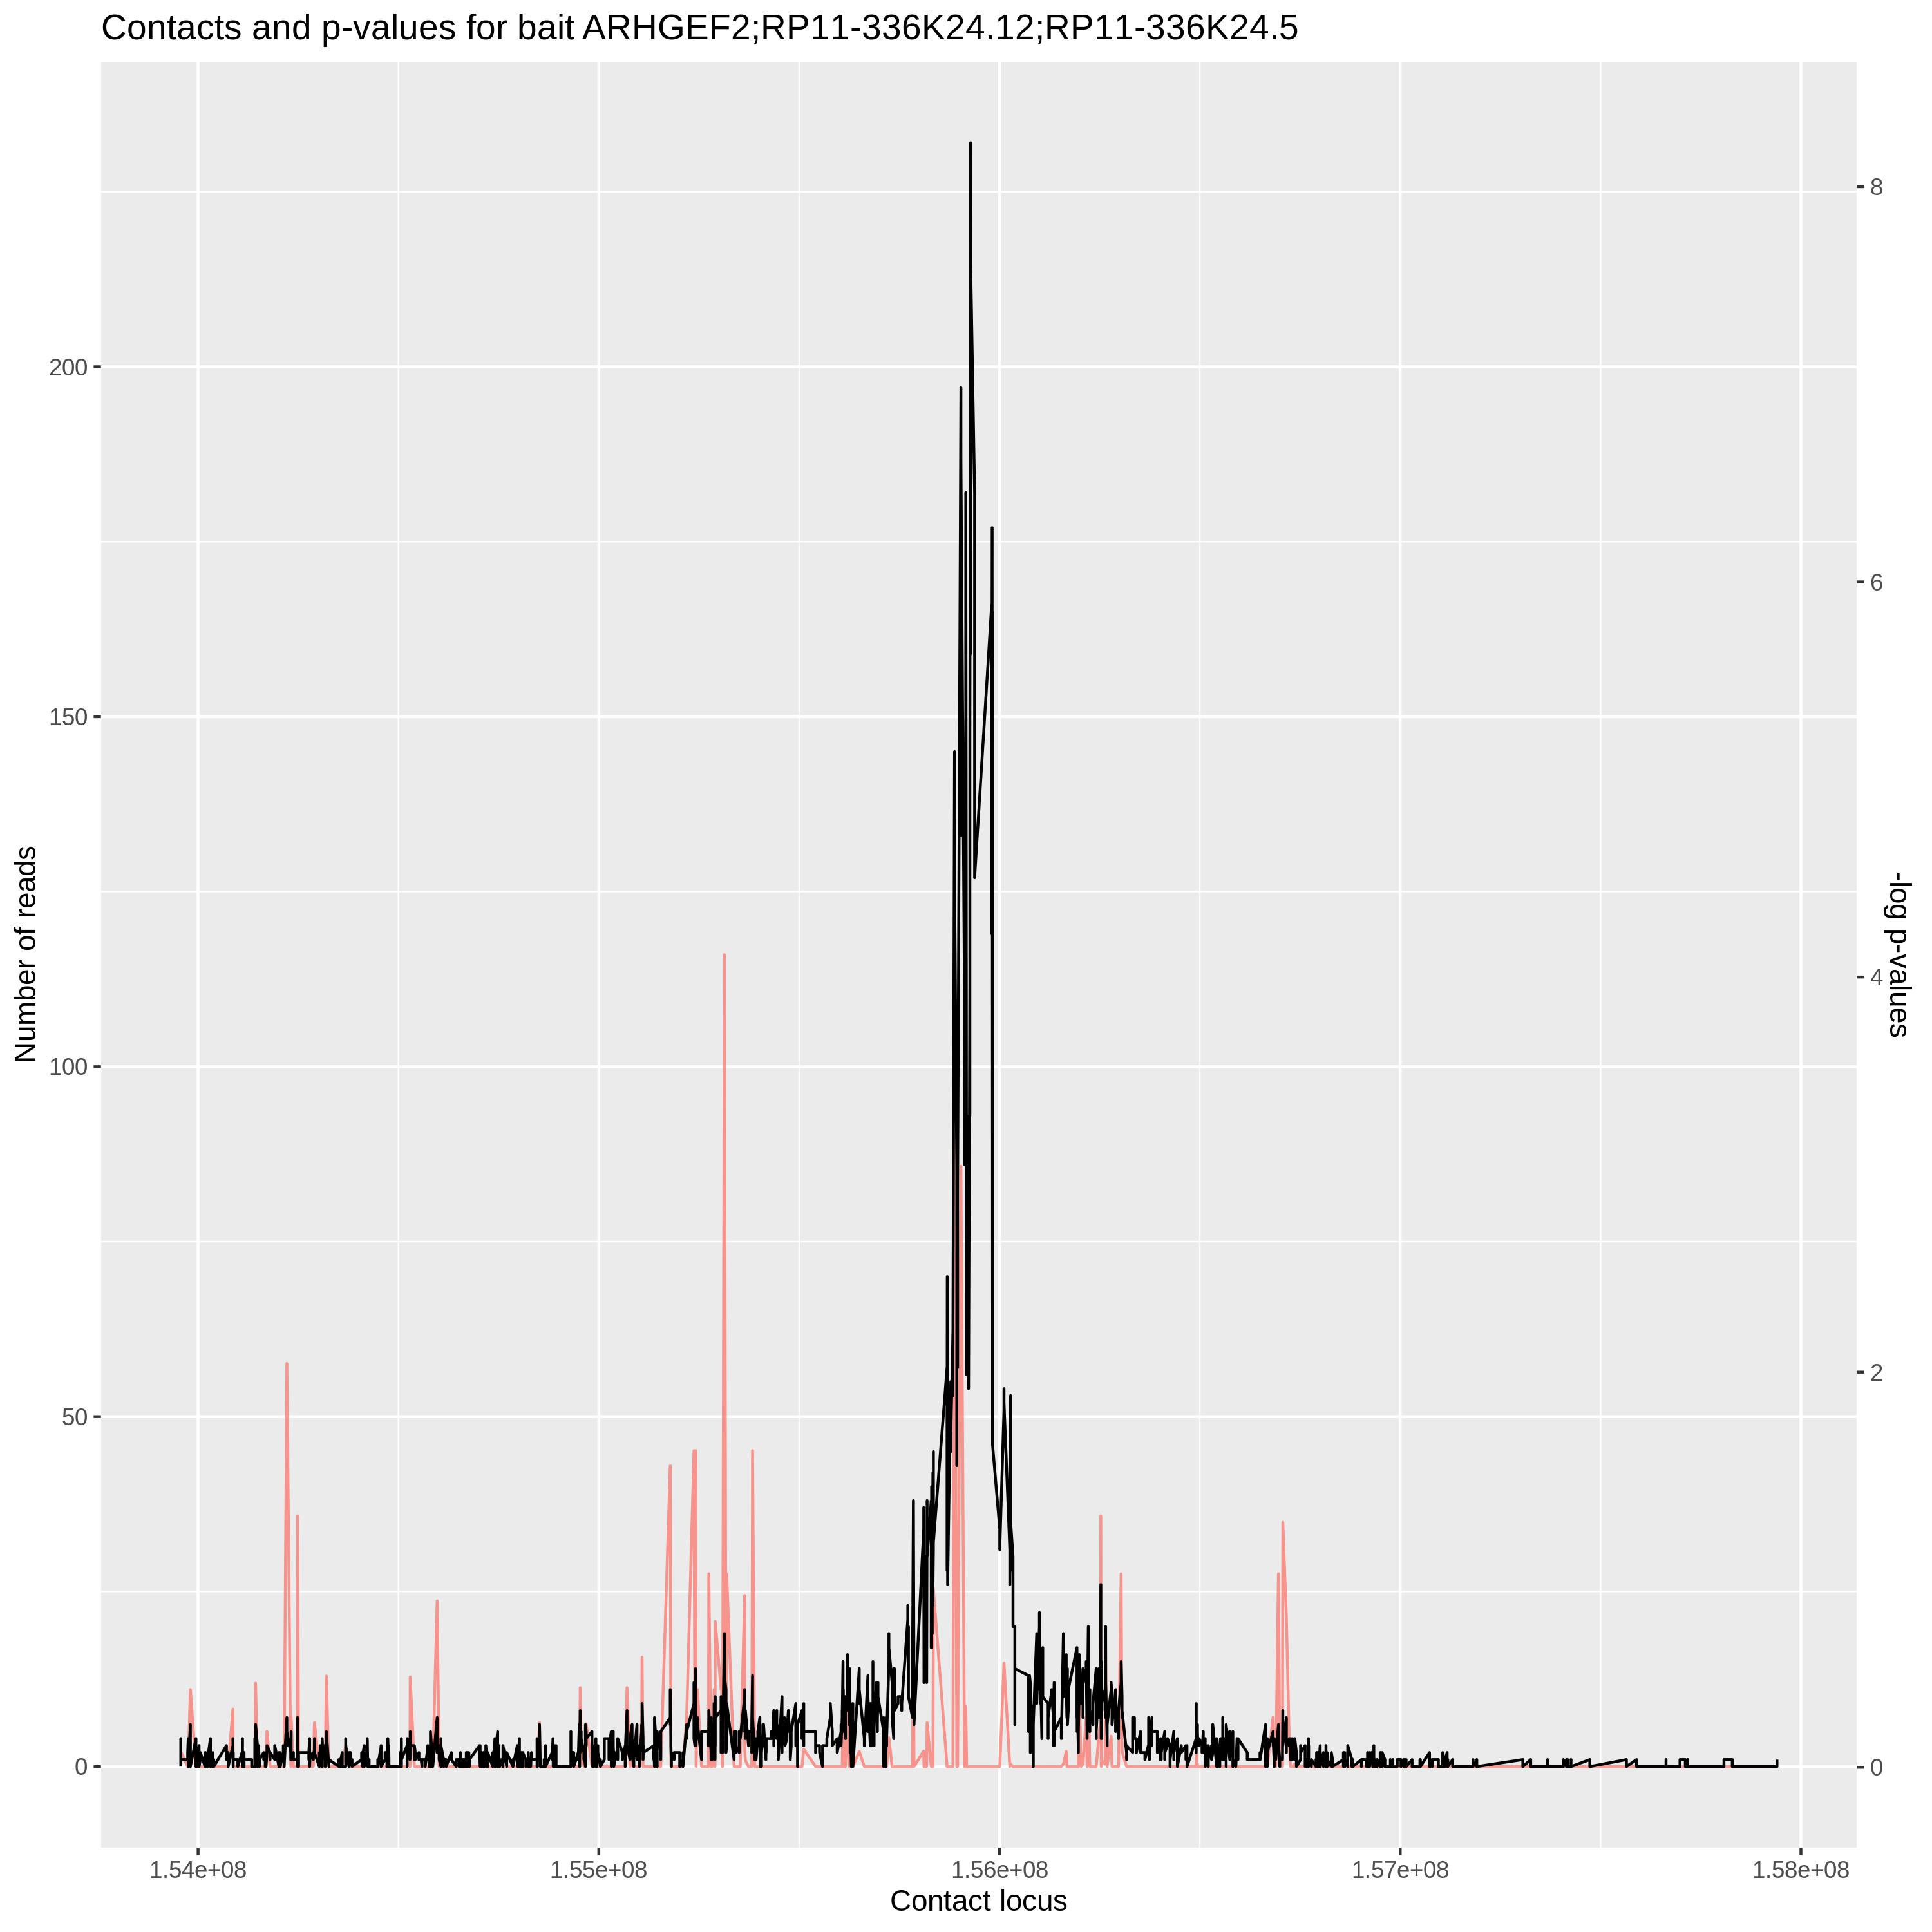 Contacts and p-values for bait ARHGEF2;RP11-336K24.12;RP11-336K24.5
Number of reads
200
150
100
50
0
8
6
4
2
0
-log p-values
1.54e+08 1.55e+08 1.56e+08 1.57e+08 1.58e+08
Contact locus